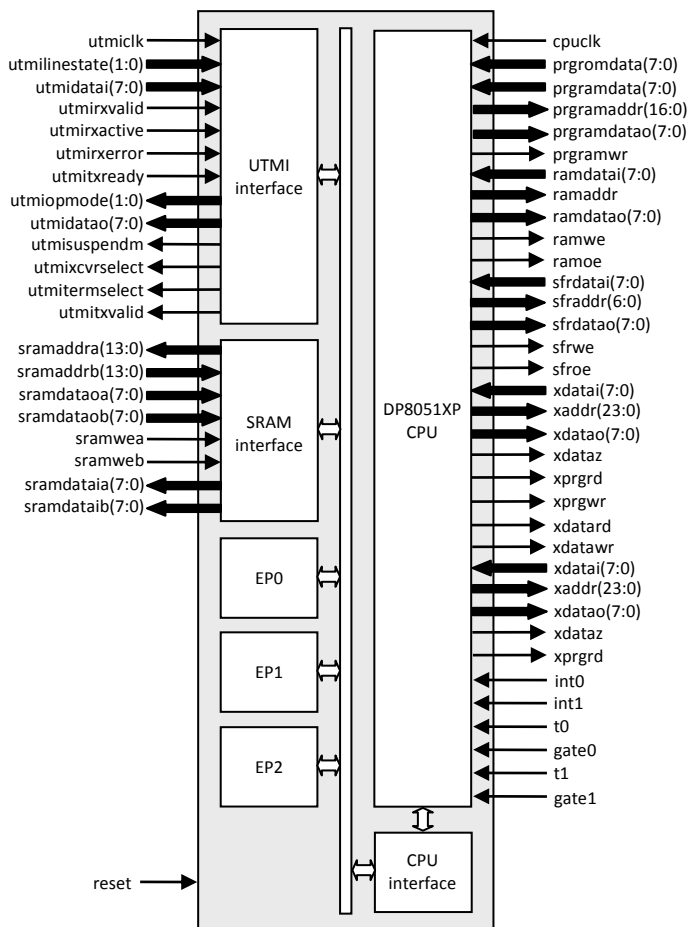 utmiclk
utmilinestate(1:0)
utmidatai(7:0)
utmirxvalid
utmirxactive
utmirxerror
utmitxready
utmiopmode(1:0)
utmidatao(7:0)
utmisuspendm
utmixcvrselect
utmitermselect
utmitxvalid
sramaddra(13:0)
sramaddrb(13:0)
sramdataoa(7:0)
sramdataob(7:0)
sramwea
sramweb
sramdataia(7:0)
sramdataib(7:0)
reset
UTMI
interface
SRAM
interface
EP0
EP1
EP2
DP8051XP
CPU
CPU
interface
cpuclk
prgromdata(7:0)
prgramdata(7:0)
prgramaddr(16:0)
prgramdatao(7:0)
prgramwr
ramdatai(7:0)
ramaddr
ramdatao(7:0)
ramwe
ramoe
sfrdatai(7:0)
sfraddr(6:0)
sfrdatao(7:0)
sfrwe
sfroe
xdatai(7:0)
xaddr(23:0)
xdatao(7:0)
xdataz
xprgrd
xprgwr
xdatard
xdatawr
xdatai(7:0)
xaddr(23:0)
xdatao(7:0)
xdataz
xprgrd
int0
int1
t0
gate0
t1
gate1